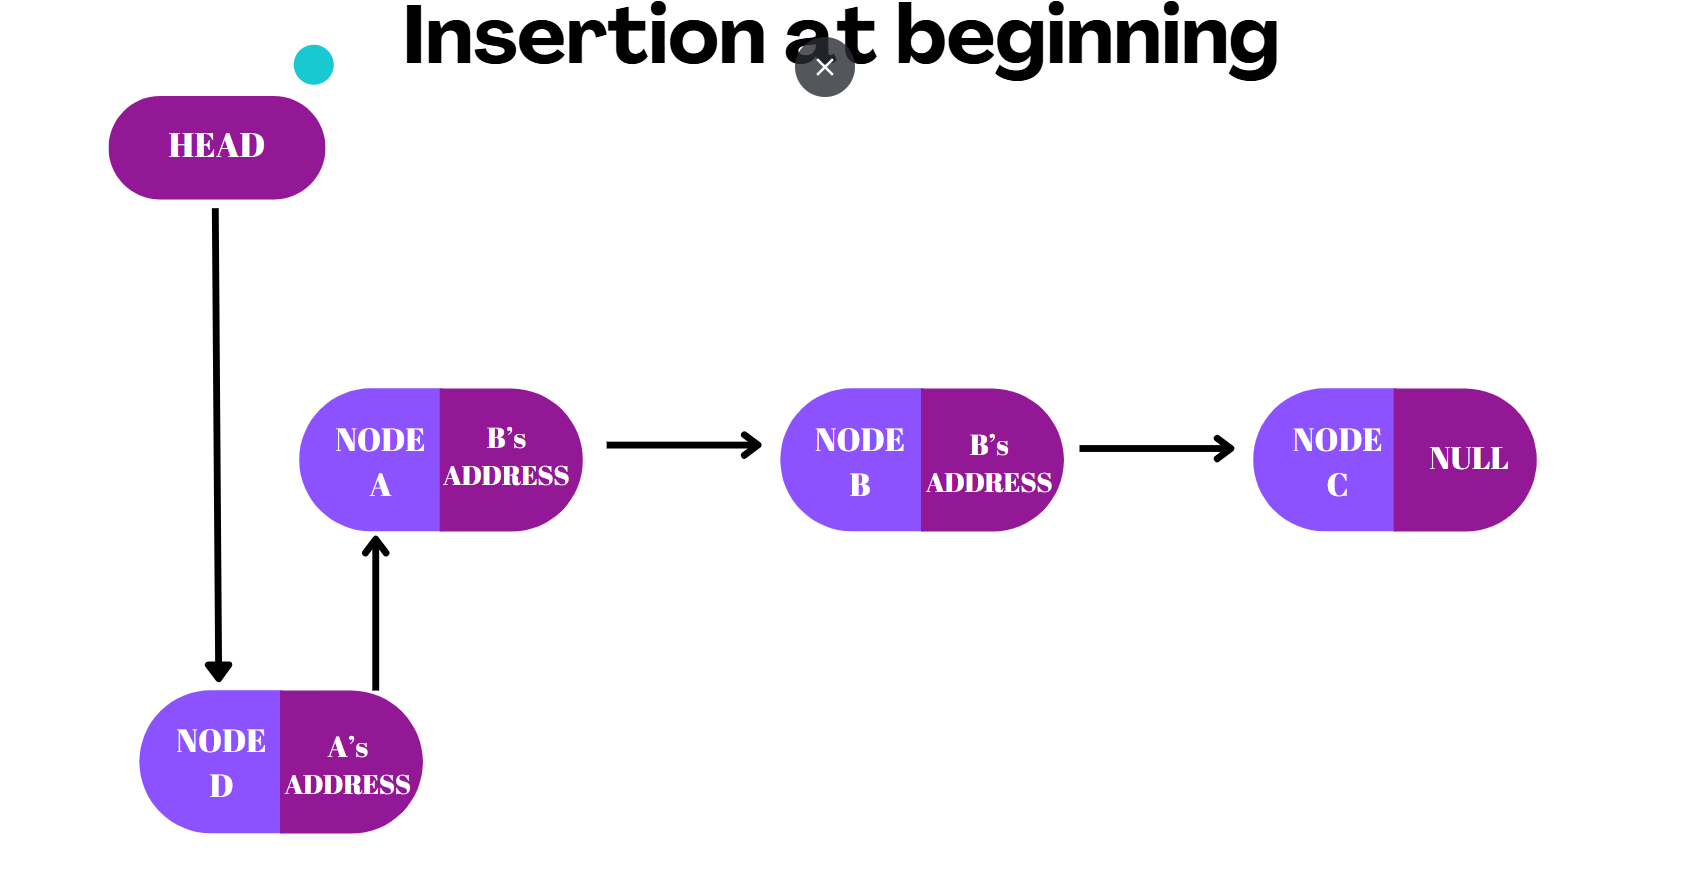 Insertion at beginning
HEAD
NODE
A
B's
ADDRESS
NODE
B
B's
ADDRESS
NODE
C
NULL
NODE
D
A's
ADDRESS